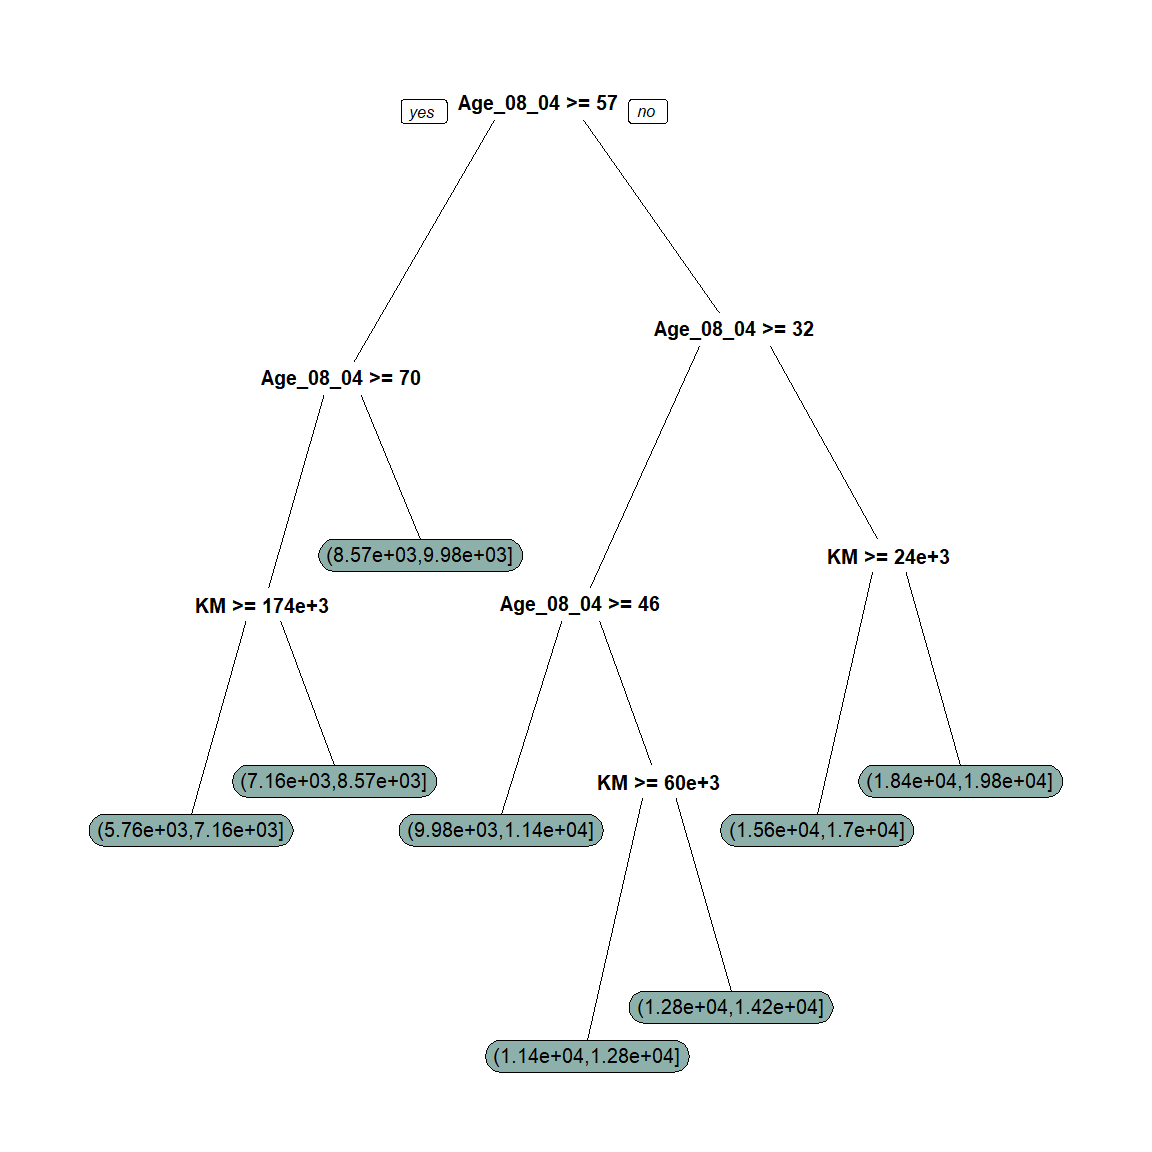 yes
Age_08_04 >= 57
no
Age_08_04 >= 32
Age_08_04 >= 70
(8.57e+03,9.98e+03]
KM >= 24e+3
KM >= 174e+3
Age_08_04 >= 46
(7.16e+03,8.57e+03]
KM >= 60e+3
(1.84e+04,1.98e+04]
(5.76e+03,7.16e+03]
(9.98e+03,1.14e+04]
(1.56e+04,1.7e+04]
(1.28e+04,1.42e+04]
(1.14e+04,1.28e+04]